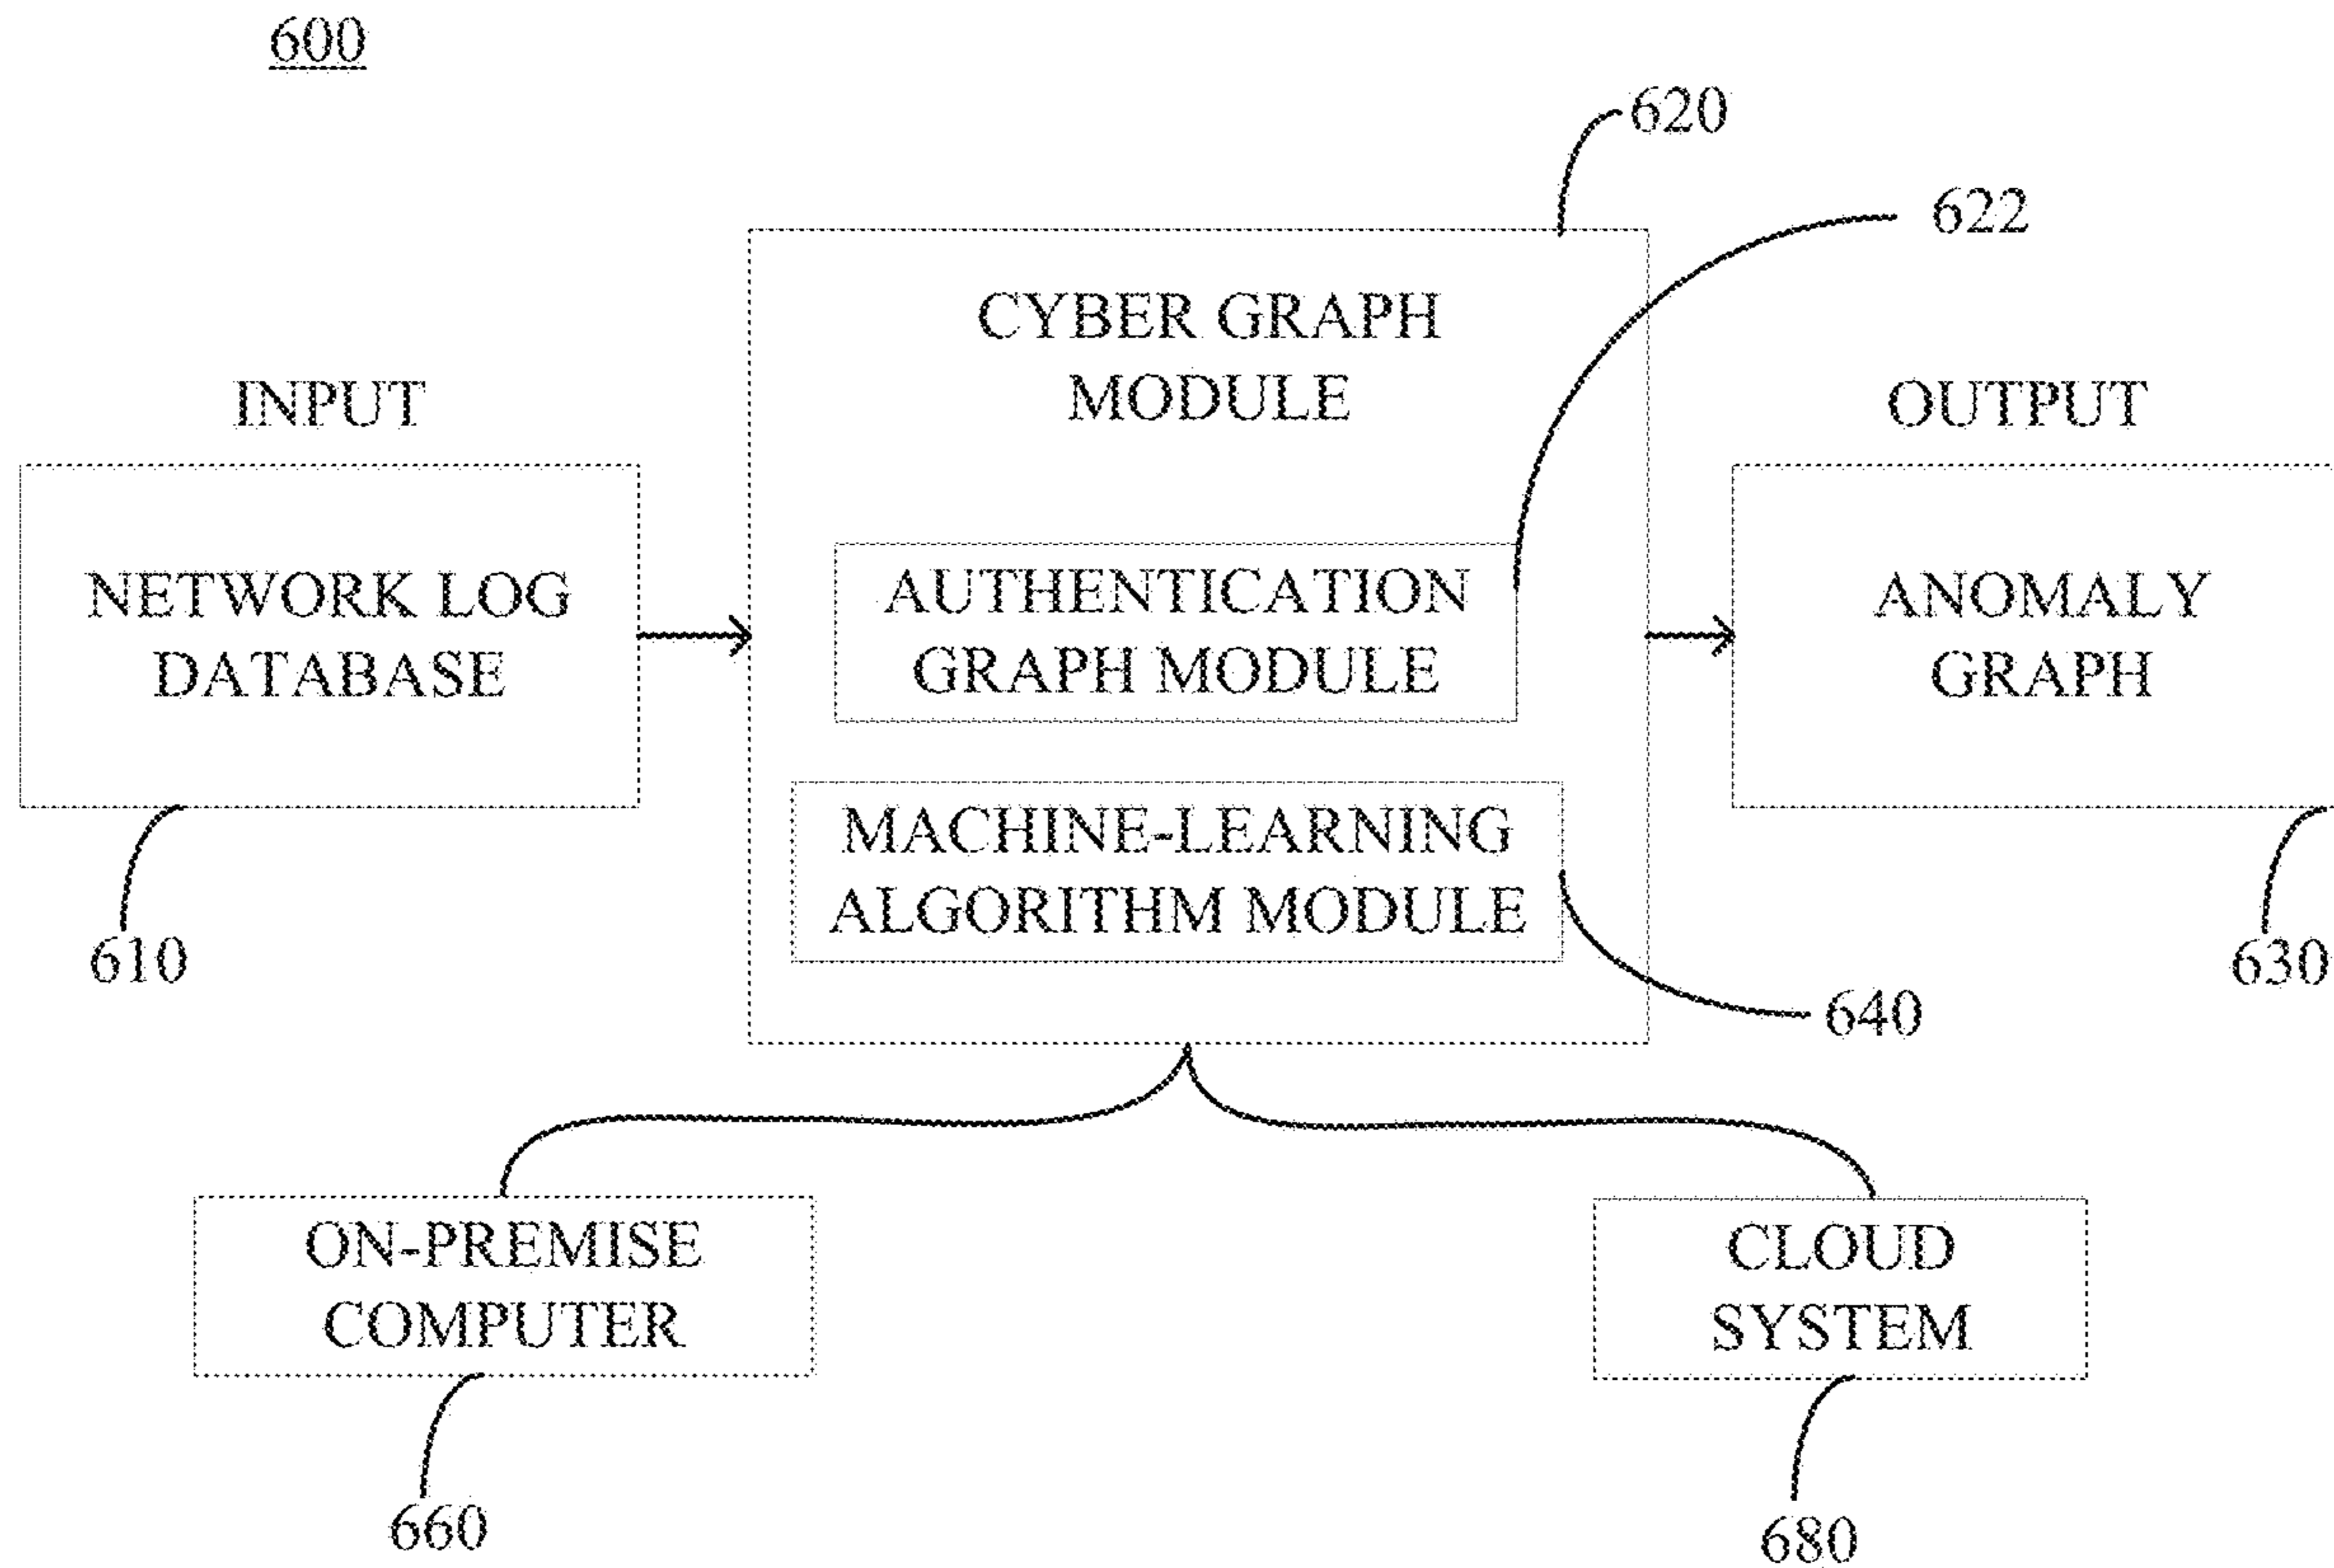 600
620
622
CYBER GRAPH
MODULE
INPUT
OUTPUT
NETWORK LOG
DATABASE
AUTHENTICATION
GRAPH MODULE
ANOMALY
GRAPH
MACHINE-LEARNING
ALGORITHM MODULE
610
630
640
ON-PREMISE
COMPUTER
CLOUD
SYSTEM
660
680